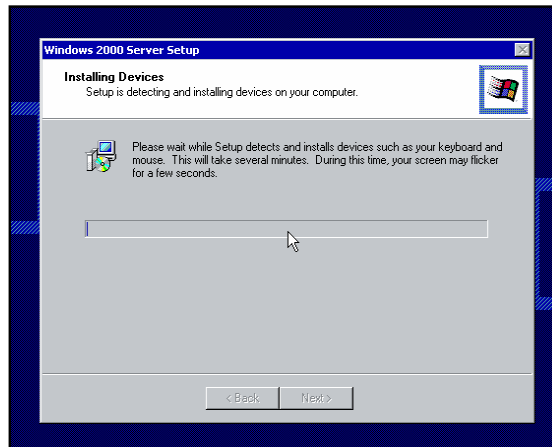 Windows 2000 Server Setup
Installing Devices
Setup is detecting and installing devices on your computer.
Please wait while Setup detects and installs devices such as your keyboard and
mouse. This will take several minutes. During this time, your screen may flicker
for a few seconds.
< Back Next >